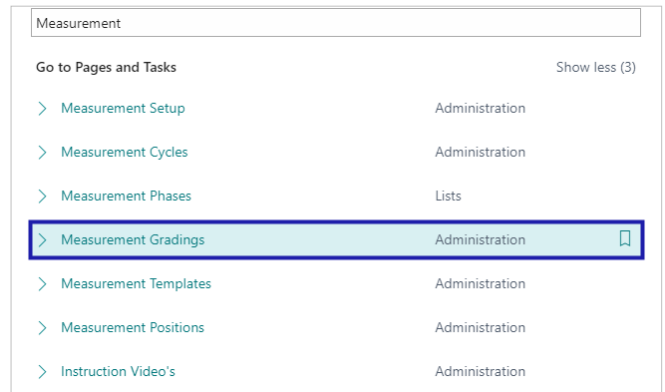 Measurement
Go to Pages and Tasks Show less (3)
Measurement Setup Administration
Measurement Cycles Administration
Measurement Phases Lists
Measurement Gradings Administration
Measurement Templates Administration
Measurement Positions Administration
Instruction Video's Administration